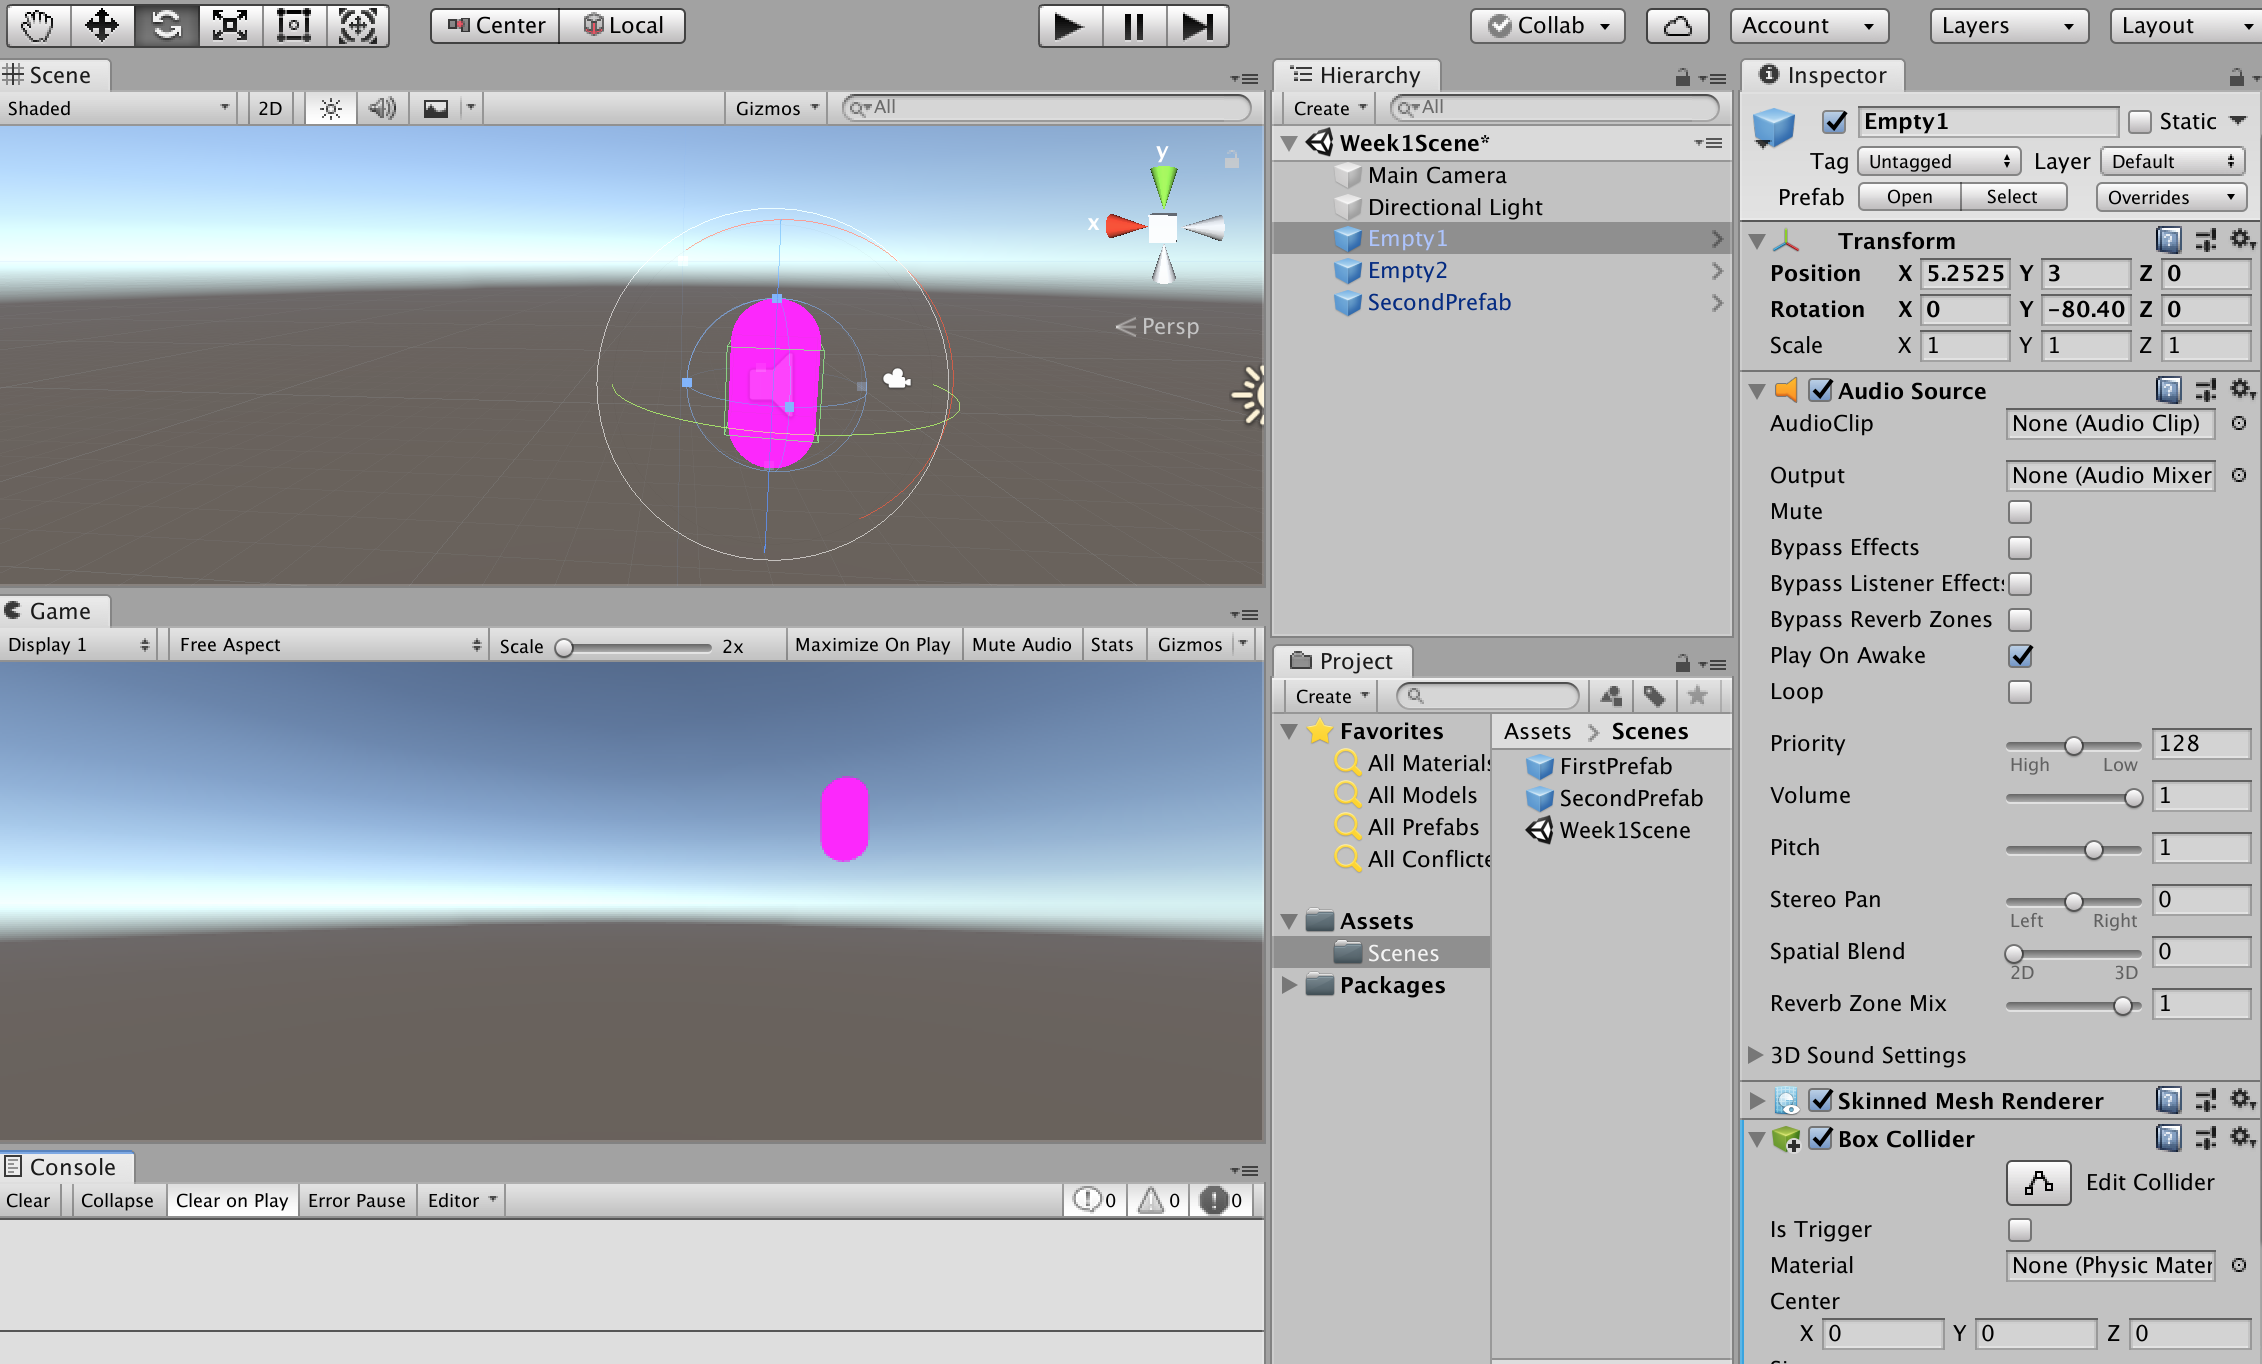 Center Local
Collab Account Layers Layout
Scene
Shaded 2D Gizmos All
y
x
Persp
Game
Display 1 Free Aspect Scale 2x Maximize On Play Mute Audio Stats Gizmos
Console
Clear Collapse Clear on Play Error Pause Editor 0 0 0
Hierarchy
Create All
Week1Scene*
Main Camera
Directional Light
Empty1
Empty2
SecondPrefab
Project
Create
Favorites
All Materials
All Models
All Prefabs
All Conflicte
Assets
Scenes
Packages
Assets Scenes
FirstPrefab
SecondPrefab
Week1Scene
Inspector
Empty1 Static
Tag Untagged Layer Default
Prefab Open Select Overrides
Transform
Position X 5.2525 Y 3 Z 0
Rotation X 0 Y -80.40 Z 0
Scale X 1 Y 1 Z 1
Audio Source
AudioClip None (Audio Clip)
Output None (Audio Mixer
Mute
Bypass Effects
Bypass Listener Effects
Bypass Reverb Zones
Play On Awake
Loop
Priority 128
High Low
Volume 1
Pitch 1
Stereo Pan 0
Left Right
Spatial Blend 0
2D 3D
Reverb Zone Mix 1
3D Sound Settings
Skinned Mesh Renderer
Box Collider
Edit Collider
Is Trigger
Material None (Physic Mater
Center
X 0 Y 0 Z 0